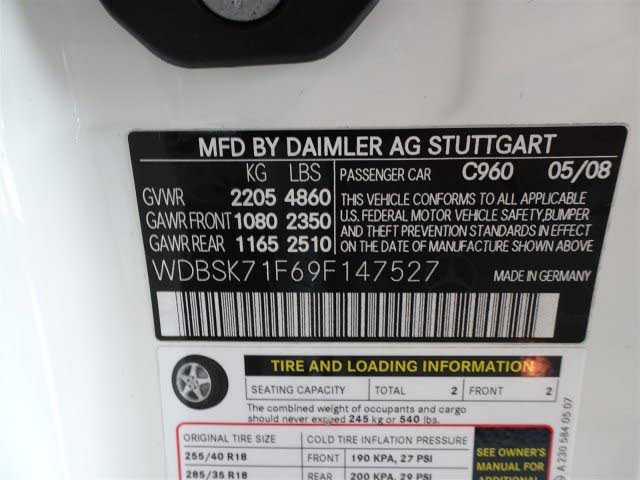 MFD BY DAIMLER AG STUTTGART
KG LBS
GVWR 2205 4860
GAWR FRONT 1080 2350
GAWR REAR 1165 2510
PASSENGER CAR C960 05/08
THIS VEHICLE CONFORMS TO ALL APPLICABLE
U.S. FEDERAL MOTOR VEHICLE SAFETY, BUMPER
AND THEFT PREVENTION STANDARDS IN EFFECT
ON THE DATE OF MANUFACTURE SHOWN ABOVE
WDBSK71F69F147527
MADE IN GERMANY
TIRE AND LOADING INFORMATION
SEATING CAPACITY TOTAL 2 FRONT 2
The combined weight of occupants and cargo
should never exceed 245 kg or 540 lbs.
ORIGINAL TIRE SIZE COLD TIRE INFLATION PRESSURE
255/40 R18 FRONT 190 KPA, 27 PSI
285/35 R18 REAR 200 KPA, 29 PSI
SEE OWNER'S
MANUAL FOR
ADDITIONAL
A 230 584 05 07